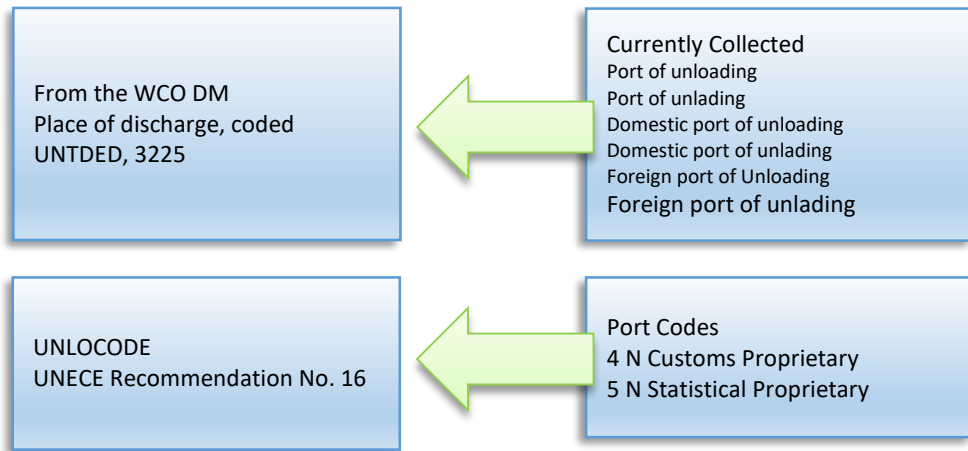 From the WCO DM
Place of discharge, coded
UNTDED, 3225
Currently Collected
Port of unloading
Port of unlading
Domestic port of unloading
Domestic port of unlading
Foreign port of Unloading
Foreign port of unlading
UNLOCODE
UNECE Recommendation No. 16
Port Codes
4 N Customs Proprietary
5 N Statistical Proprietary